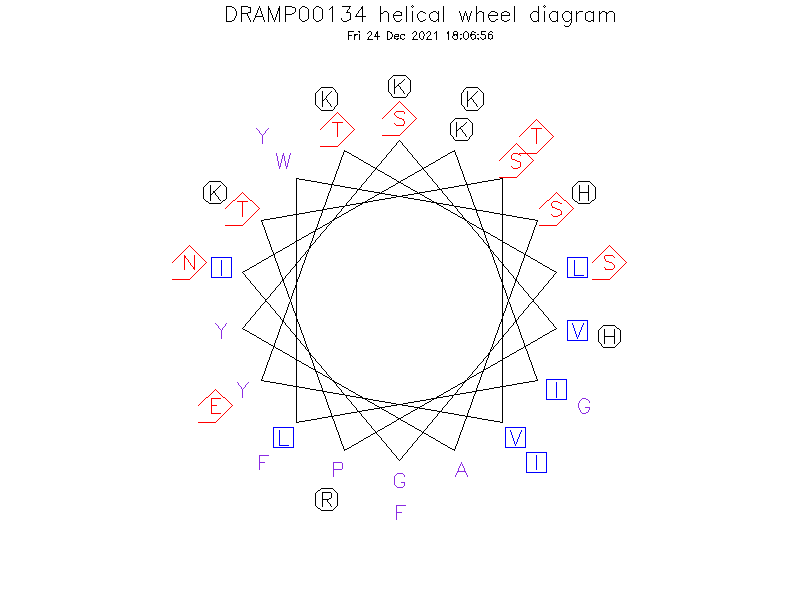 DRAMP00134 helical wheel diagram
Fri 24 Dec 2021 18:06:56
K
K K
T S K T
Y W S
K T S H
N I L S
Y V H
E Y I G
L V
F P G A I
R F